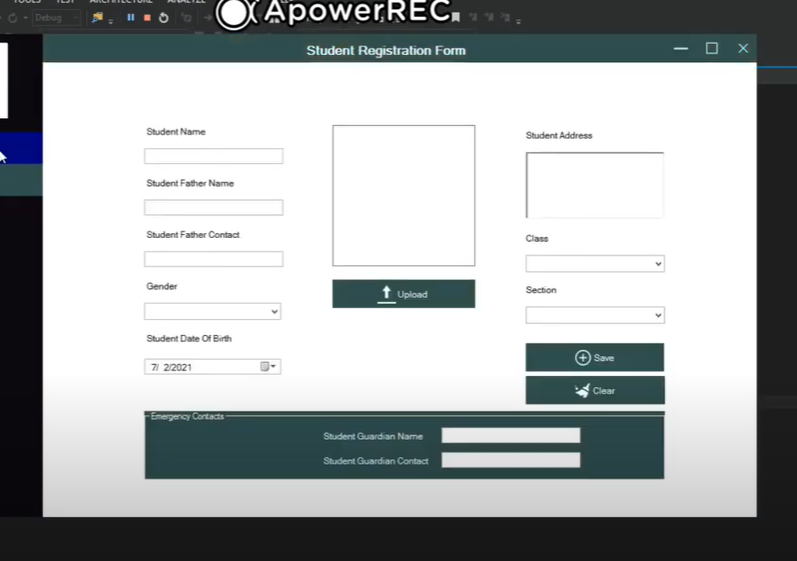 TOOLS TEST ARCHITECTURE ANALYZE
Debug
ApowerREC
Student Registration Form
Student Name
Student Father Name
Student Father Contact
Gender
Student Date Of Birth
7/ 2/2021
Upload
Student Address
Class
Section
Save
Clear
Emergency Contacts
Student Guardian Name
Student Guardian Contact